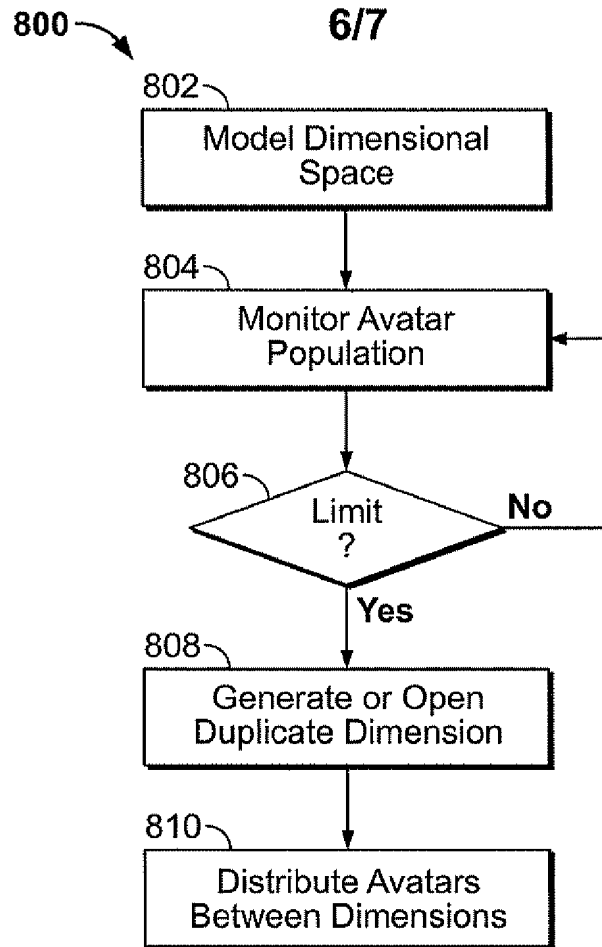 800
6/7
802
Model Dimensional
Space
804
Monitor Avatar
Population
806
Limit
?
No
Yes
808
Generate or Open
Duplicate Dimension
810
Distribute Avatars
Between Dimensions